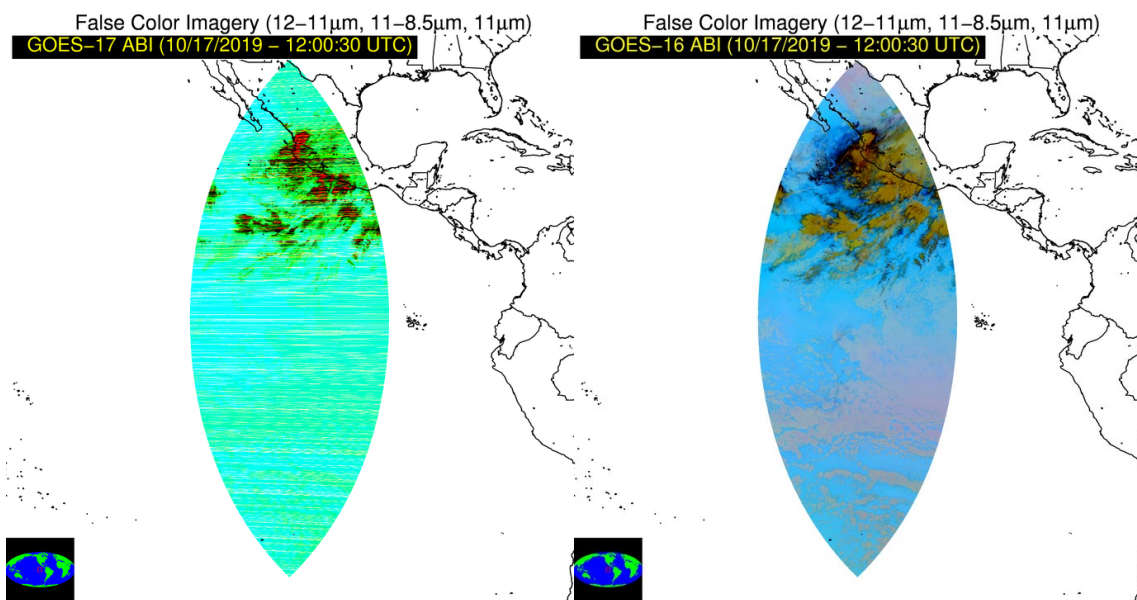 False Color Imagery (12−11μm, 11−8.5μm, 11μm)
GOES−17 ABI (10/17/2019 − 12:00:30 UTC)
False Color Imagery (12−11μm, 11−8.5μm, 11μm)
GOES−16 ABI (10/17/2019 − 12:00:30 UTC)